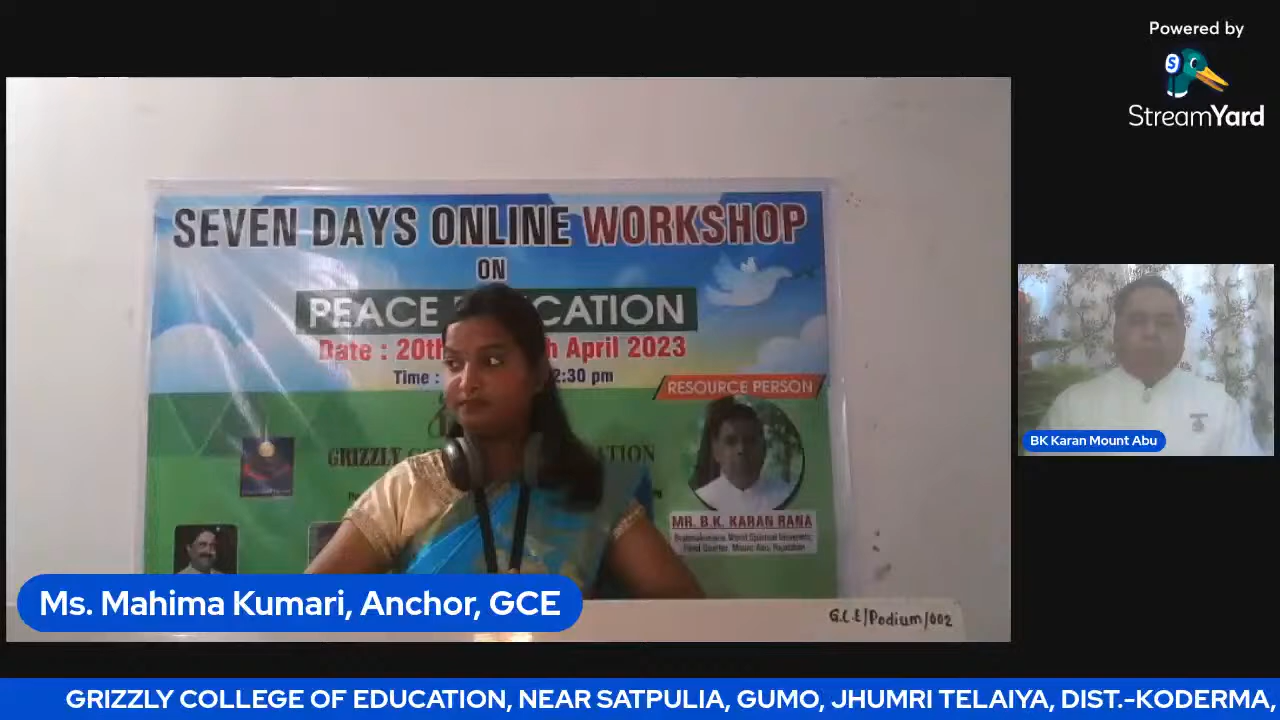 Powered by
StreamYard
SEVEN DAYS ONLINE WORKSHOP
ON
PEACE CATION
Date : 20th April 2023
Time : 2:30 pm
RESOURCE PERSON
GRIZZLY
MR. B.K. KARAN RANA
BK Karan Mount Abu
Ms. Mahima Kumari, Anchor, GCE
G.C.E/Podium/002
GRIZZLY COLLEGE OF EDUCATION, NEAR SATPULIA, GUMO, JHUMRI TELAIYA, DIST.-KODERMA,